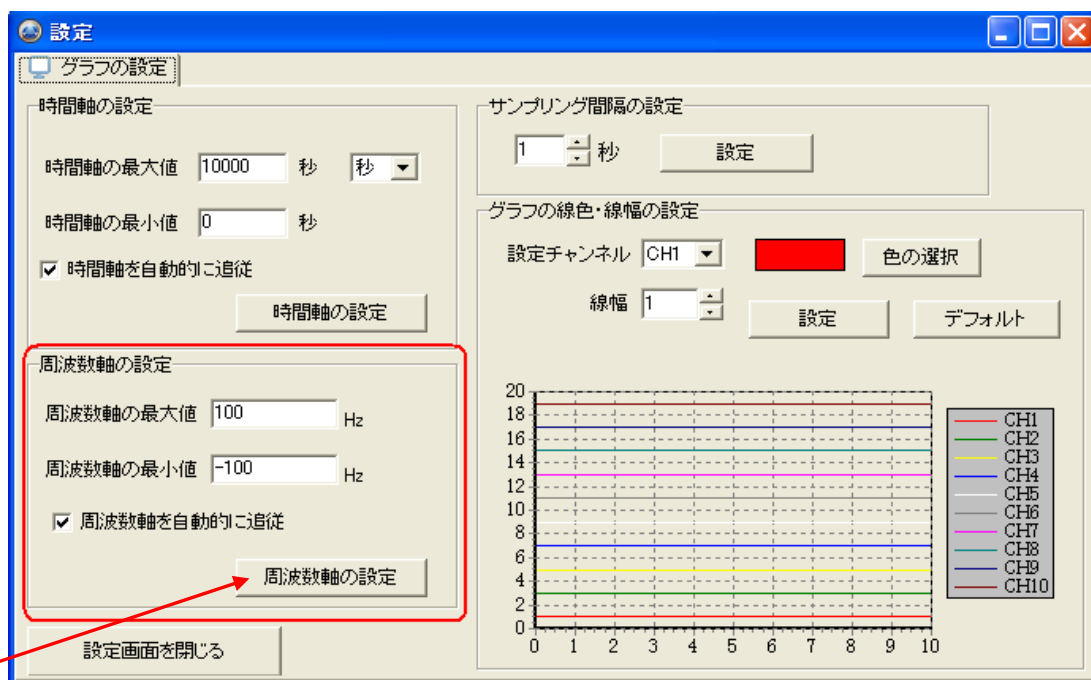 設定
グラフの設定
時間軸の設定
時間軸の最大値 10000 秒 秒
時間軸の最小値 0 秒
時間軸を自動的に追従
時間軸の設定
周波数軸の設定
周波数軸の最大値 100 Hz
周波数軸の最小値 -100 Hz
周波数軸を自動的に追従
周波数軸の設定
設定画面を閉じる
サンプリング間隔の設定
1 秒 設定
グラフの線色・線幅の設定
設定チャンネル CH1 色の選択
線幅 1 設定 デフォルト
20
18
16
14
12
10
8
6
4
2
0
0 1 2 3 4 5 6 7 8 9 10
CH1
CH2
CH3
CH4
CH5
CH6
CH7
CH8
CH9
CH10